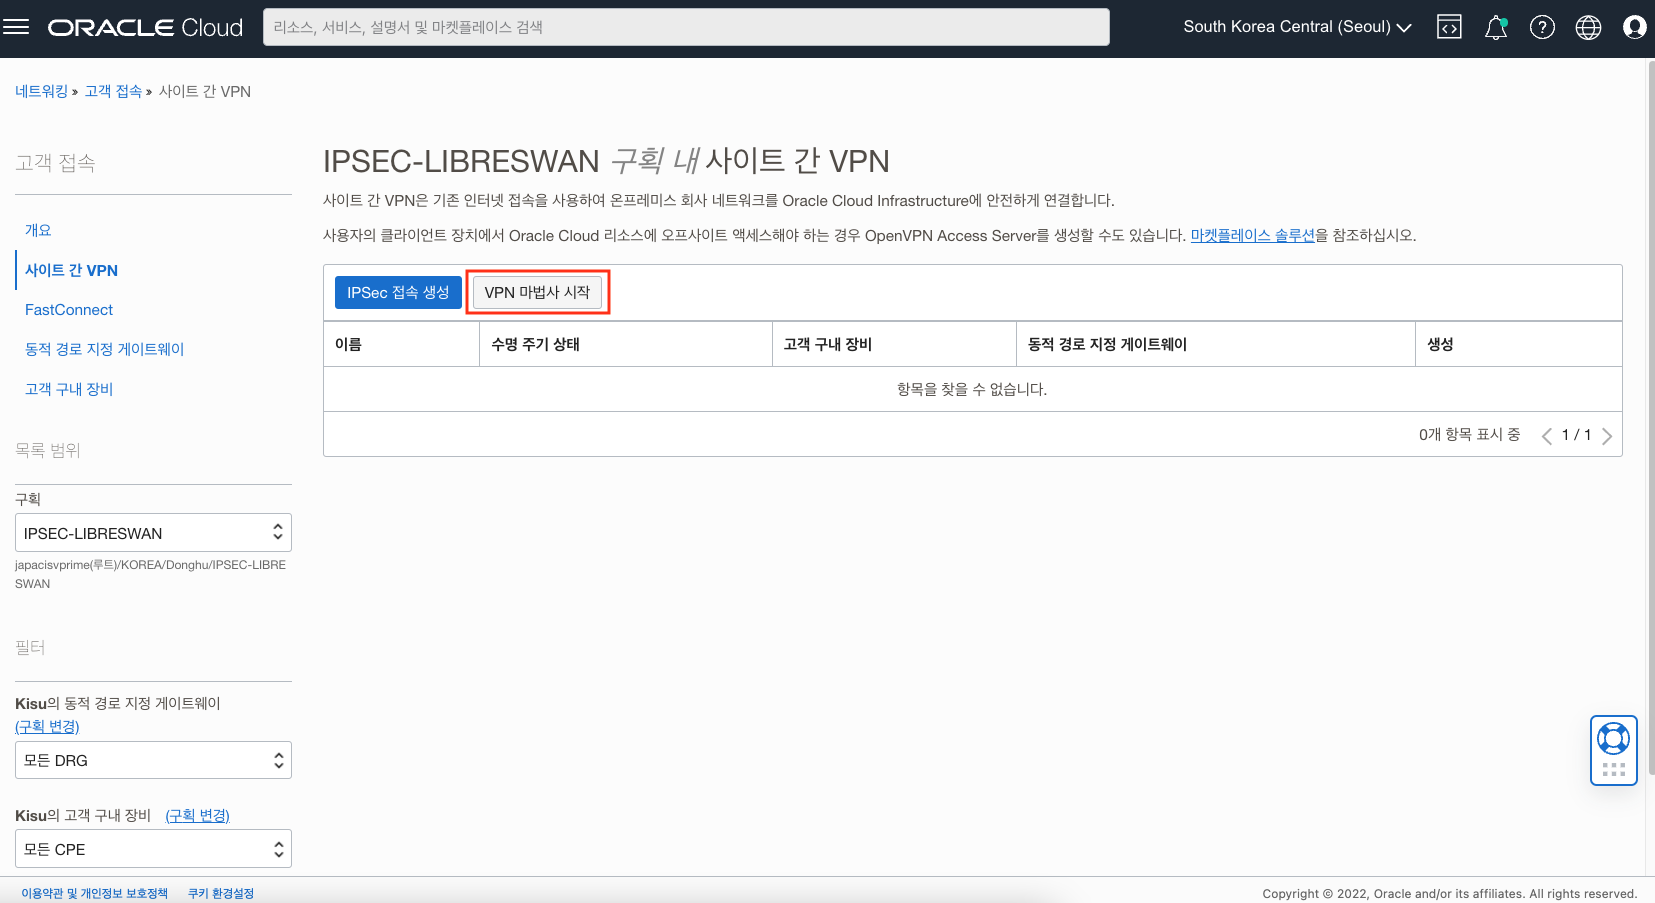 ORACLE Cloud
리소스, 서비스, 설명서 및 마켓플레이스 검색
South Korea Central (Seoul)
네트워킹 » 고객 접속 » 사이트 간 VPN
고객 접속
개요
사이트 간 VPN
FastConnect
동적 경로 지정 게이트웨이
고객 구내 장비
목록 범위
구획
IPSEC-LIBRESWAN
japacisvprime(루트)/KOREA/Donghu/IPSEC-LIBRE
SWAN
필터
Kisu의 동적 경로 지정 게이트웨이
(구획 변경)
모든 DRG
Kisu의 고객 구내 장비 (구획 변경)
모든 CPE
IPSEC-LIBRESWAN 구획 내 사이트 간 VPN
사이트 간 VPN은 기존 인터넷 접속을 사용하여 온프레미스 회사 네트워크를 Oracle Cloud Infrastructure에 안전하게 연결합니다.
사용자의 클라이언트 장치에서 Oracle Cloud 리소스에 오프사이트 액세스해야 하는 경우 OpenVPN Access Server를 생성할 수도 있습니다. 마켓플레이스 솔루션을 참조하십시오.
IPSec 접속 생성 VPN 마법사 시작
이름 수명 주기 상태 고객 구내 장비 동적 경로 지정 게이트웨이 생성
항목을 찾을 수 없습니다.
0개 항목 표시 중 1 / 1
이용약관 및 개인정보 보호정책 쿠키 환경설정
Copyright © 2022, Oracle and/or its affiliates. All rights reserved.